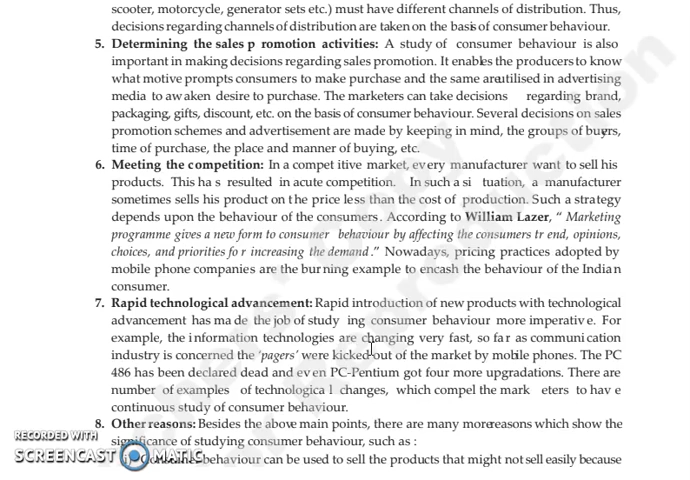 scooter, motorcycle, generator sets etc.) must have different channels of distribution. Thus,
decisions regarding channels of distribution are taken on the basis of consumer behaviour.
5. Determining the sales p romotion activities: A study of consumer behaviour is also
important in making decisions regarding sales promotion. It enables the producers to know
what motive prompts consumers to make purchase and the same are utilised in advertising
media to aw aken desire to purchase. The marketers can take decisions regarding brand,
packaging, gifts, discount, etc. on the basis of consumer behaviour. Several decisions on sales
promotion schemes and advertisement are made by keeping in mind, the groups of buyers,
time of purchase, the place and manner of buying, etc.
6. Meeting the competition: In a compet itive market, every manufacturer want to sell his
products. This ha s resulted in acute competition. In such a si tuation, a manufacturer
sometimes sells his product on the price less than the cost of production. Such a strategy
depends upon the behaviour of the consumers. According to William Lazer, “ Marketing
programme gives a new form to consumer behaviour by affecting the consumers tr end, opinions,
choices, and priorities fo r increasing the demand.” Nowadays, pricing practices adopted by
mobile phone companies are the bur ning example to encash the behaviour of the Indian
consumer.
7. Rapid technological advancement: Rapid introduction of new products with technological
advancement has ma de the job of study ing consumer behaviour more imperative. For
example, the information technologies are changing very fast, so far as communi cation
industry is concerned the ‘pagers’ were kicked out of the market by mobile phones. The PC
486 has been declared dead and even PC-Pentium got four more upgradations. There are
number of examples of technologica l changes, which compel the mark eters to hav e
continuous study of consumer behaviour.
8. Other reasons: Besides the above main points, there are many more reasons which show the
significance of studying consumer behaviour, such as :
behaviour can be used to sell the products that might not sell easily because
RECORDED WITH
SCREENCAST MATIC